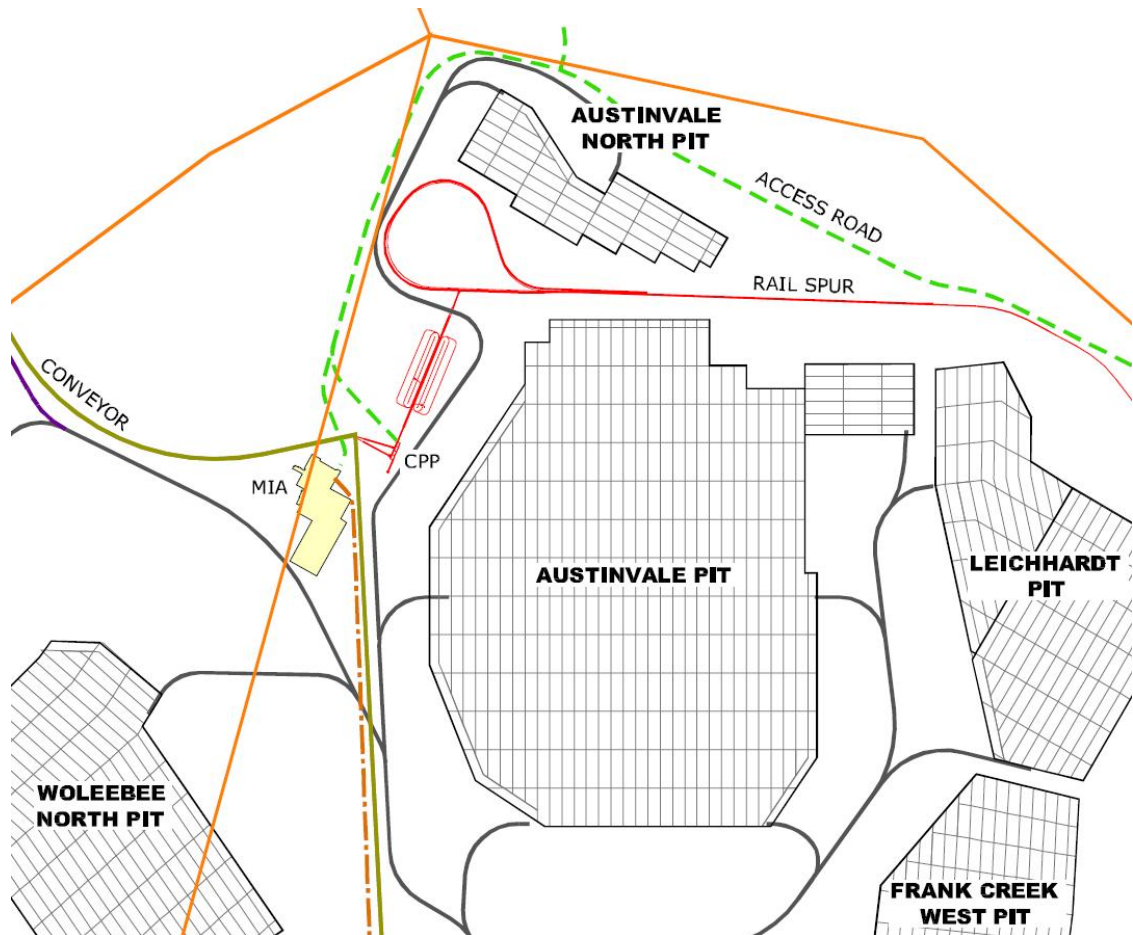 AUSTINVALE
NORTH PIT
ACCESS ROAD
RAIL SPUR
CONVEYOR
CPP
MIA
AUSTINVALE PIT
LEICHHARDT
PIT
WOLEEBEE
NORTH PIT
FRANK CREEK
WEST PIT